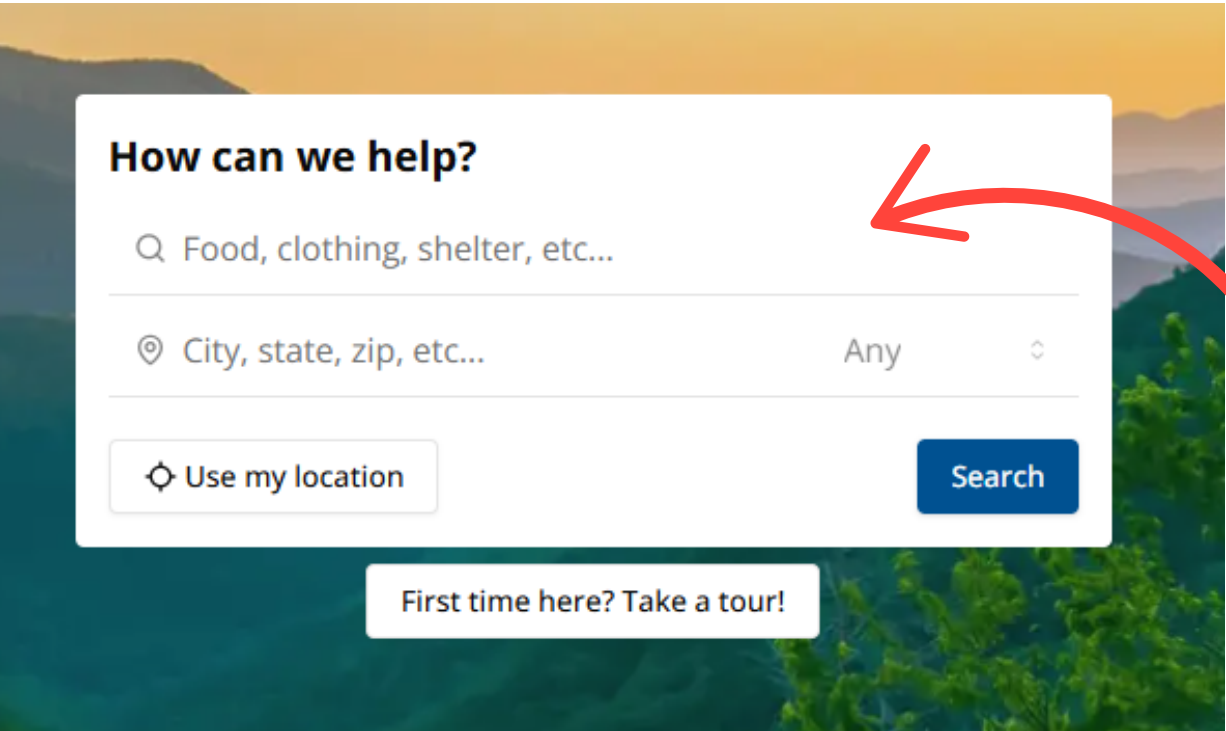 How can we help?
Food, clothing, shelter, etc...
City, state, zip, etc...
Any
Use my location
Search
First time here? Take a tour!